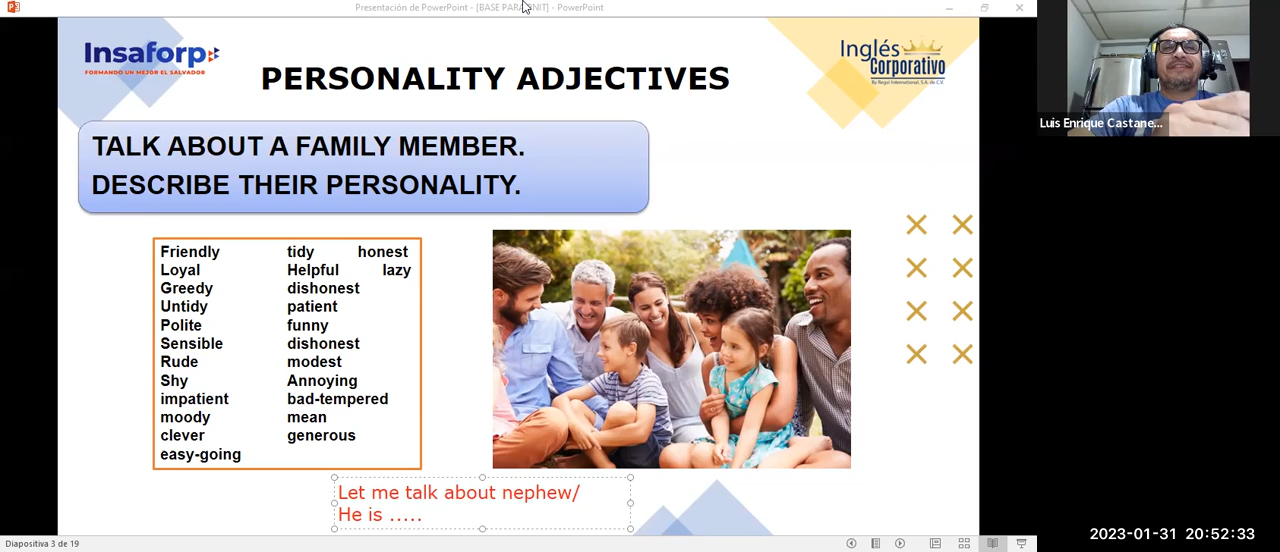 Presentación de PowerPoint - [BASE PARA UNIT] - PowerPoint
Insaforp
FORMANDO UN MEJOR EL SALVADOR
PERSONALITY ADJECTIVES
Inglés
Corporativo
By Regal International, S.A. de C.V.
Luis Enrique Castane...
TALK ABOUT A FAMILY MEMBER.
DESCRIBE THEIR PERSONALITY.
Friendly tidy honest
Loyal Helpful lazy
Greedy dishonest
Untidy patient
Polite funny
Sensible dishonest
Rude modest
Shy Annoying
impatient bad-tempered
moody mean
clever generous
easy-going
Let me talk about nephew/
He is .....
2023-01-31 20:52:33
Diapositiva 3 de 19